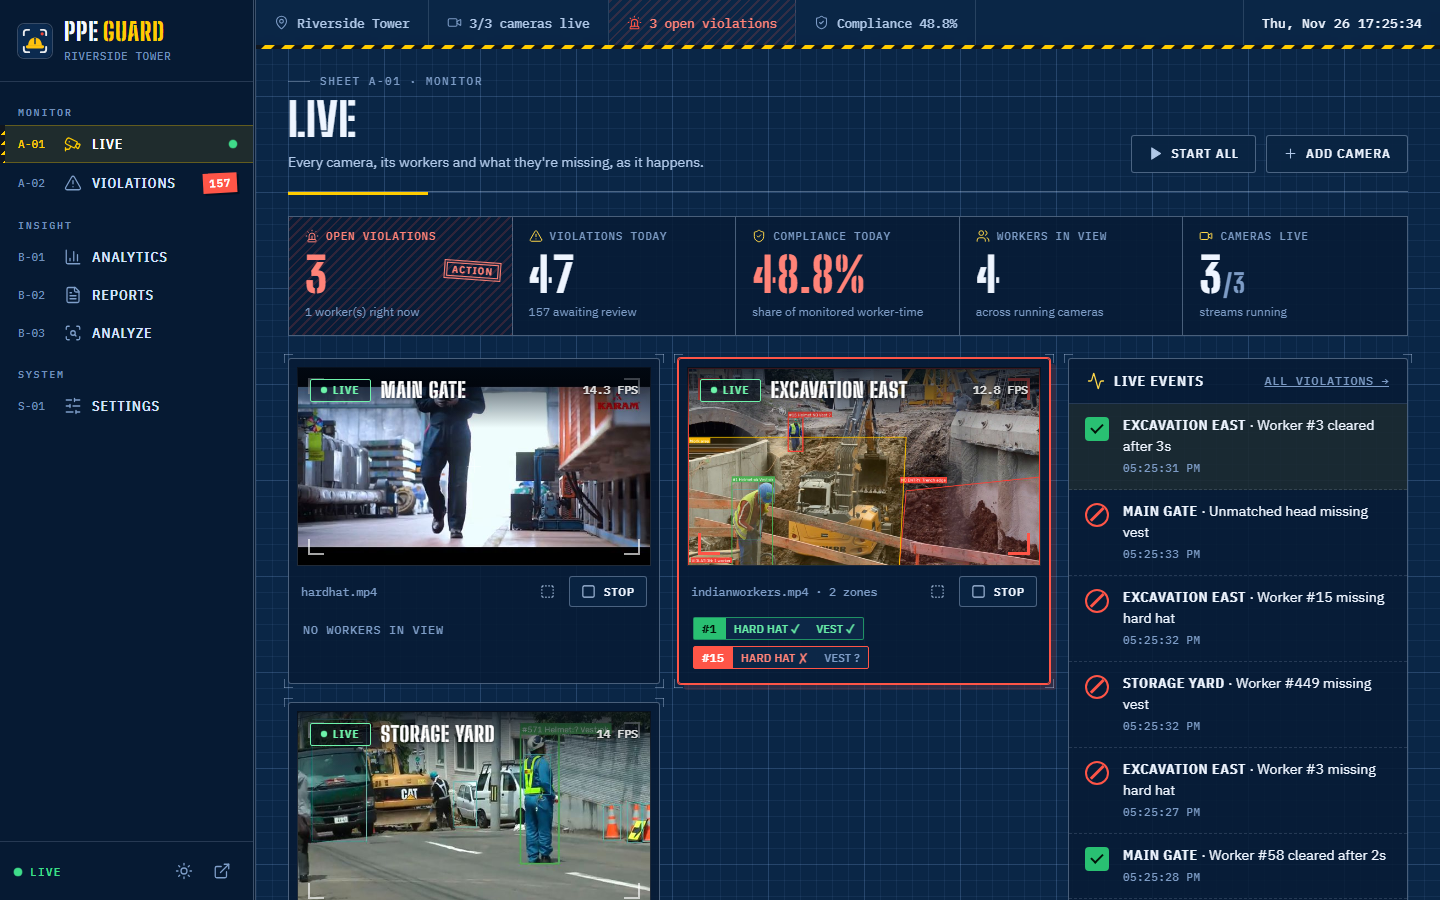 PPE GUARD
RIVERSIDE TOWER
MONITOR
A-01 LIVE
A-02 VIOLATIONS 157
INSIGHT
B-01 ANALYTICS
B-02 REPORTS
B-03 ANALYZE
SYSTEM
S-01 SETTINGS
LIVE
Riverside Tower
3/3 cameras live
3 open violations
Compliance 48.8%
Thu, Nov 26 17:25:34
SHEET A-01 · MONITOR
LIVE
Every camera, its workers and what they're missing, as it happens.
START ALL
ADD CAMERA
OPEN VIOLATIONS
3
ACTION
1 worker(s) right now
VIOLATIONS TODAY
47
157 awaiting review
COMPLIANCE TODAY
48.8%
share of monitored worker-time
WORKERS IN VIEW
4
across running cameras
CAMERAS LIVE
3/3
streams running
LIVE MAIN GATE 14.3 FPS
KARAM
hardhat.mp4
STOP
NO WORKERS IN VIEW
LIVE EXCAVATION EAST 12.8 FPS
indianworkers.mp4 · 2 zones
STOP
#1 HARD HAT ✓ VEST ✓
#15 HARD HAT ✗ VEST ?
LIVE STORAGE YARD 14 FPS
#571 Helmet:? Vest
CAT
LIVE EVENTS
ALL VIOLATIONS →
EXCAVATION EAST · Worker #3 cleared
after 3s
05:25:31 PM
MAIN GATE · Unmatched head missing
vest
05:25:33 PM
EXCAVATION EAST · Worker #15 missing
hard hat
05:25:32 PM
STORAGE YARD · Worker #449 missing
vest
05:25:32 PM
EXCAVATION EAST · Worker #3 missing
hard hat
05:25:27 PM
MAIN GATE · Worker #58 cleared after 2s
05:25:28 PM